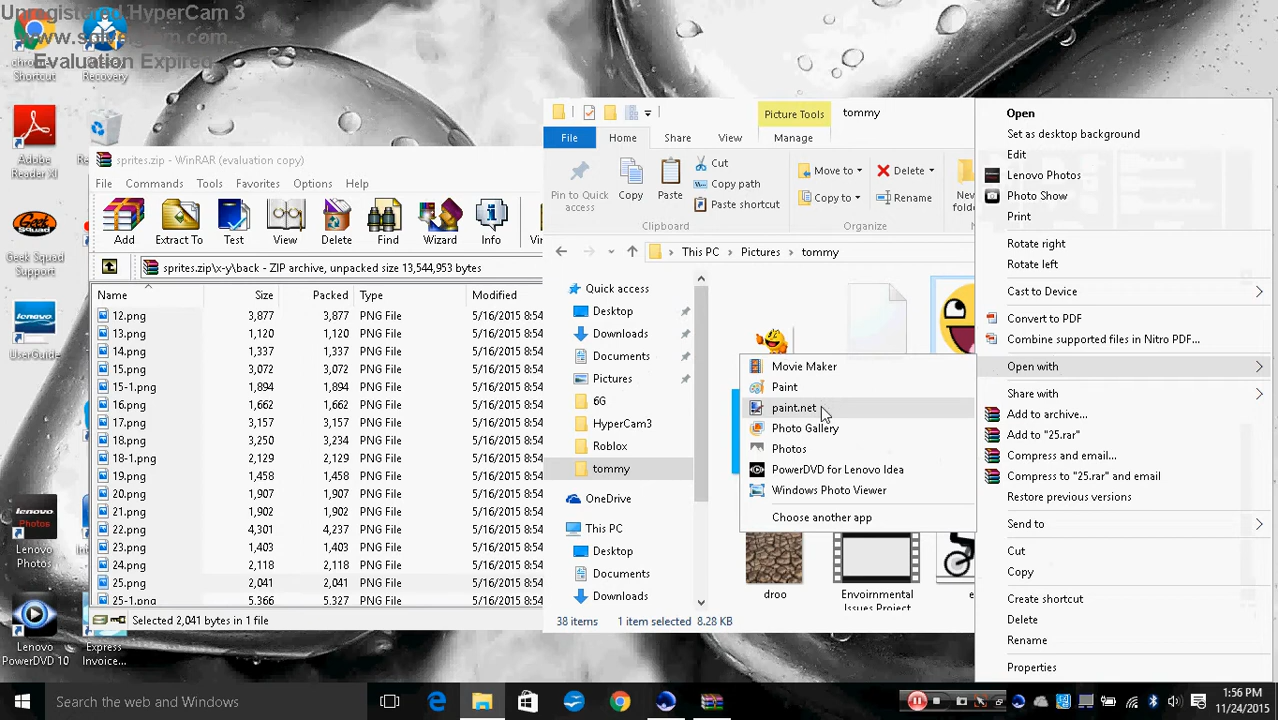 Unregistered HyperCam 3
Evaluation Expired
Shortcut
Recovery
Adobe
Reader XI
Geek Squad
Support
UserGuide
Lenovo
Photos
Lenovo
PowerDVD 10
Express
Invoice...
sprites.zip - WinRAR (evaluation copy)
File Commands Tools Favorites Options Help
Add Extract To Test View Delete Find Wizard Info
sprites.zip\x-y\back - ZIP archive, unpacked size 13,544,953 bytes
Name Size Packed Type Modified
12.png 3,877 3,877 PNG File 5/16/2015 8:54
13.png 1,120 1,120 PNG File 5/16/2015 8:54
14.png 1,337 1,337 PNG File 5/16/2015 8:54
15.png 3,072 3,072 PNG File 5/16/2015 8:54
15-1.png 1,894 1,894 PNG File 5/16/2015 8:54
16.png 1,662 1,662 PNG File 5/16/2015 8:54
17.png 3,157 3,157 PNG File 5/16/2015 8:54
18.png 3,250 3,234 PNG File 5/16/2015 8:54
18-1.png 2,129 2,129 PNG File 5/16/2015 8:54
19.png 1,458 1,458 PNG File 5/16/2015 8:54
20.png 1,907 1,907 PNG File 5/16/2015 8:54
21.png 1,902 1,902 PNG File 5/16/2015 8:54
22.png 4,301 4,237 PNG File 5/16/2015 8:54
23.png 1,403 1,403 PNG File 5/16/2015 8:54
24.png 2,118 2,118 PNG File 5/16/2015 8:54
25.png 2,041 2,041 PNG File 5/16/2015 8:54
25-1.png 5,366 5,327 PNG File 5/16/2015 8:54
Selected 2,041 bytes in 1 file
Picture Tools tommy
File Home Share View Manage
Pin to Quick
access
Copy
Paste
Cut
Copy path
Paste shortcut
Clipboard
Move to
Copy to
Delete
Rename
Organize
New
This PC Pictures tommy
Quick access
Desktop
Downloads
Documents
Pictures
6G
HyperCam3
Roblox
tommy
OneDrive
This PC
Desktop
Documents
Downloads
droo
Envoirnmental
Issues Project
38 items 1 item selected 8.28 KB
Movie Maker
Paint
paint.net
Photo Gallery
Photos
PowerDVD for Lenovo Idea
Windows Photo Viewer
Choose another app
Open
Set as desktop background
Edit
Lenovo Photos
Photo Show
Print
Rotate right
Rotate left
Cast to Device
Convert to PDF
Combine supported files in Nitro PDF...
Open with
Share with
Add to archive...
Add to "25.rar"
Compress and email...
Compress to "25.rar" and email
Restore previous versions
Send to
Cut
Copy
Create shortcut
Delete
Rename
Properties
Search the web and Windows
1:56 PM
11/24/2015